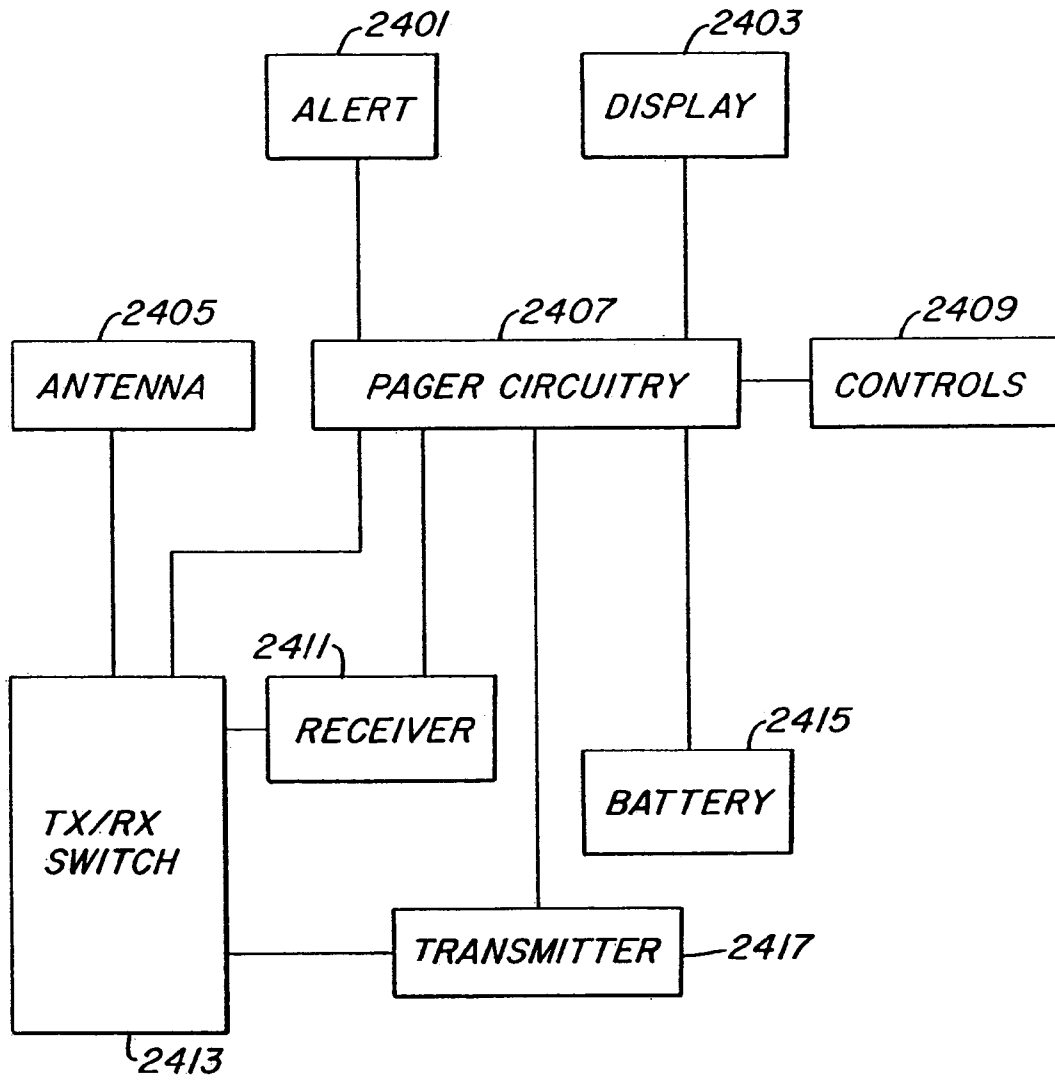 2401
2403
ALERT
DISPLAY
2405
2407
2409
ANTENNA
PAGER CIRCUITRY
CONTROLS
2411
RECEIVER
2415
BATTERY
TX/RX
SWITCH
TRANSMITTER
2417
2413